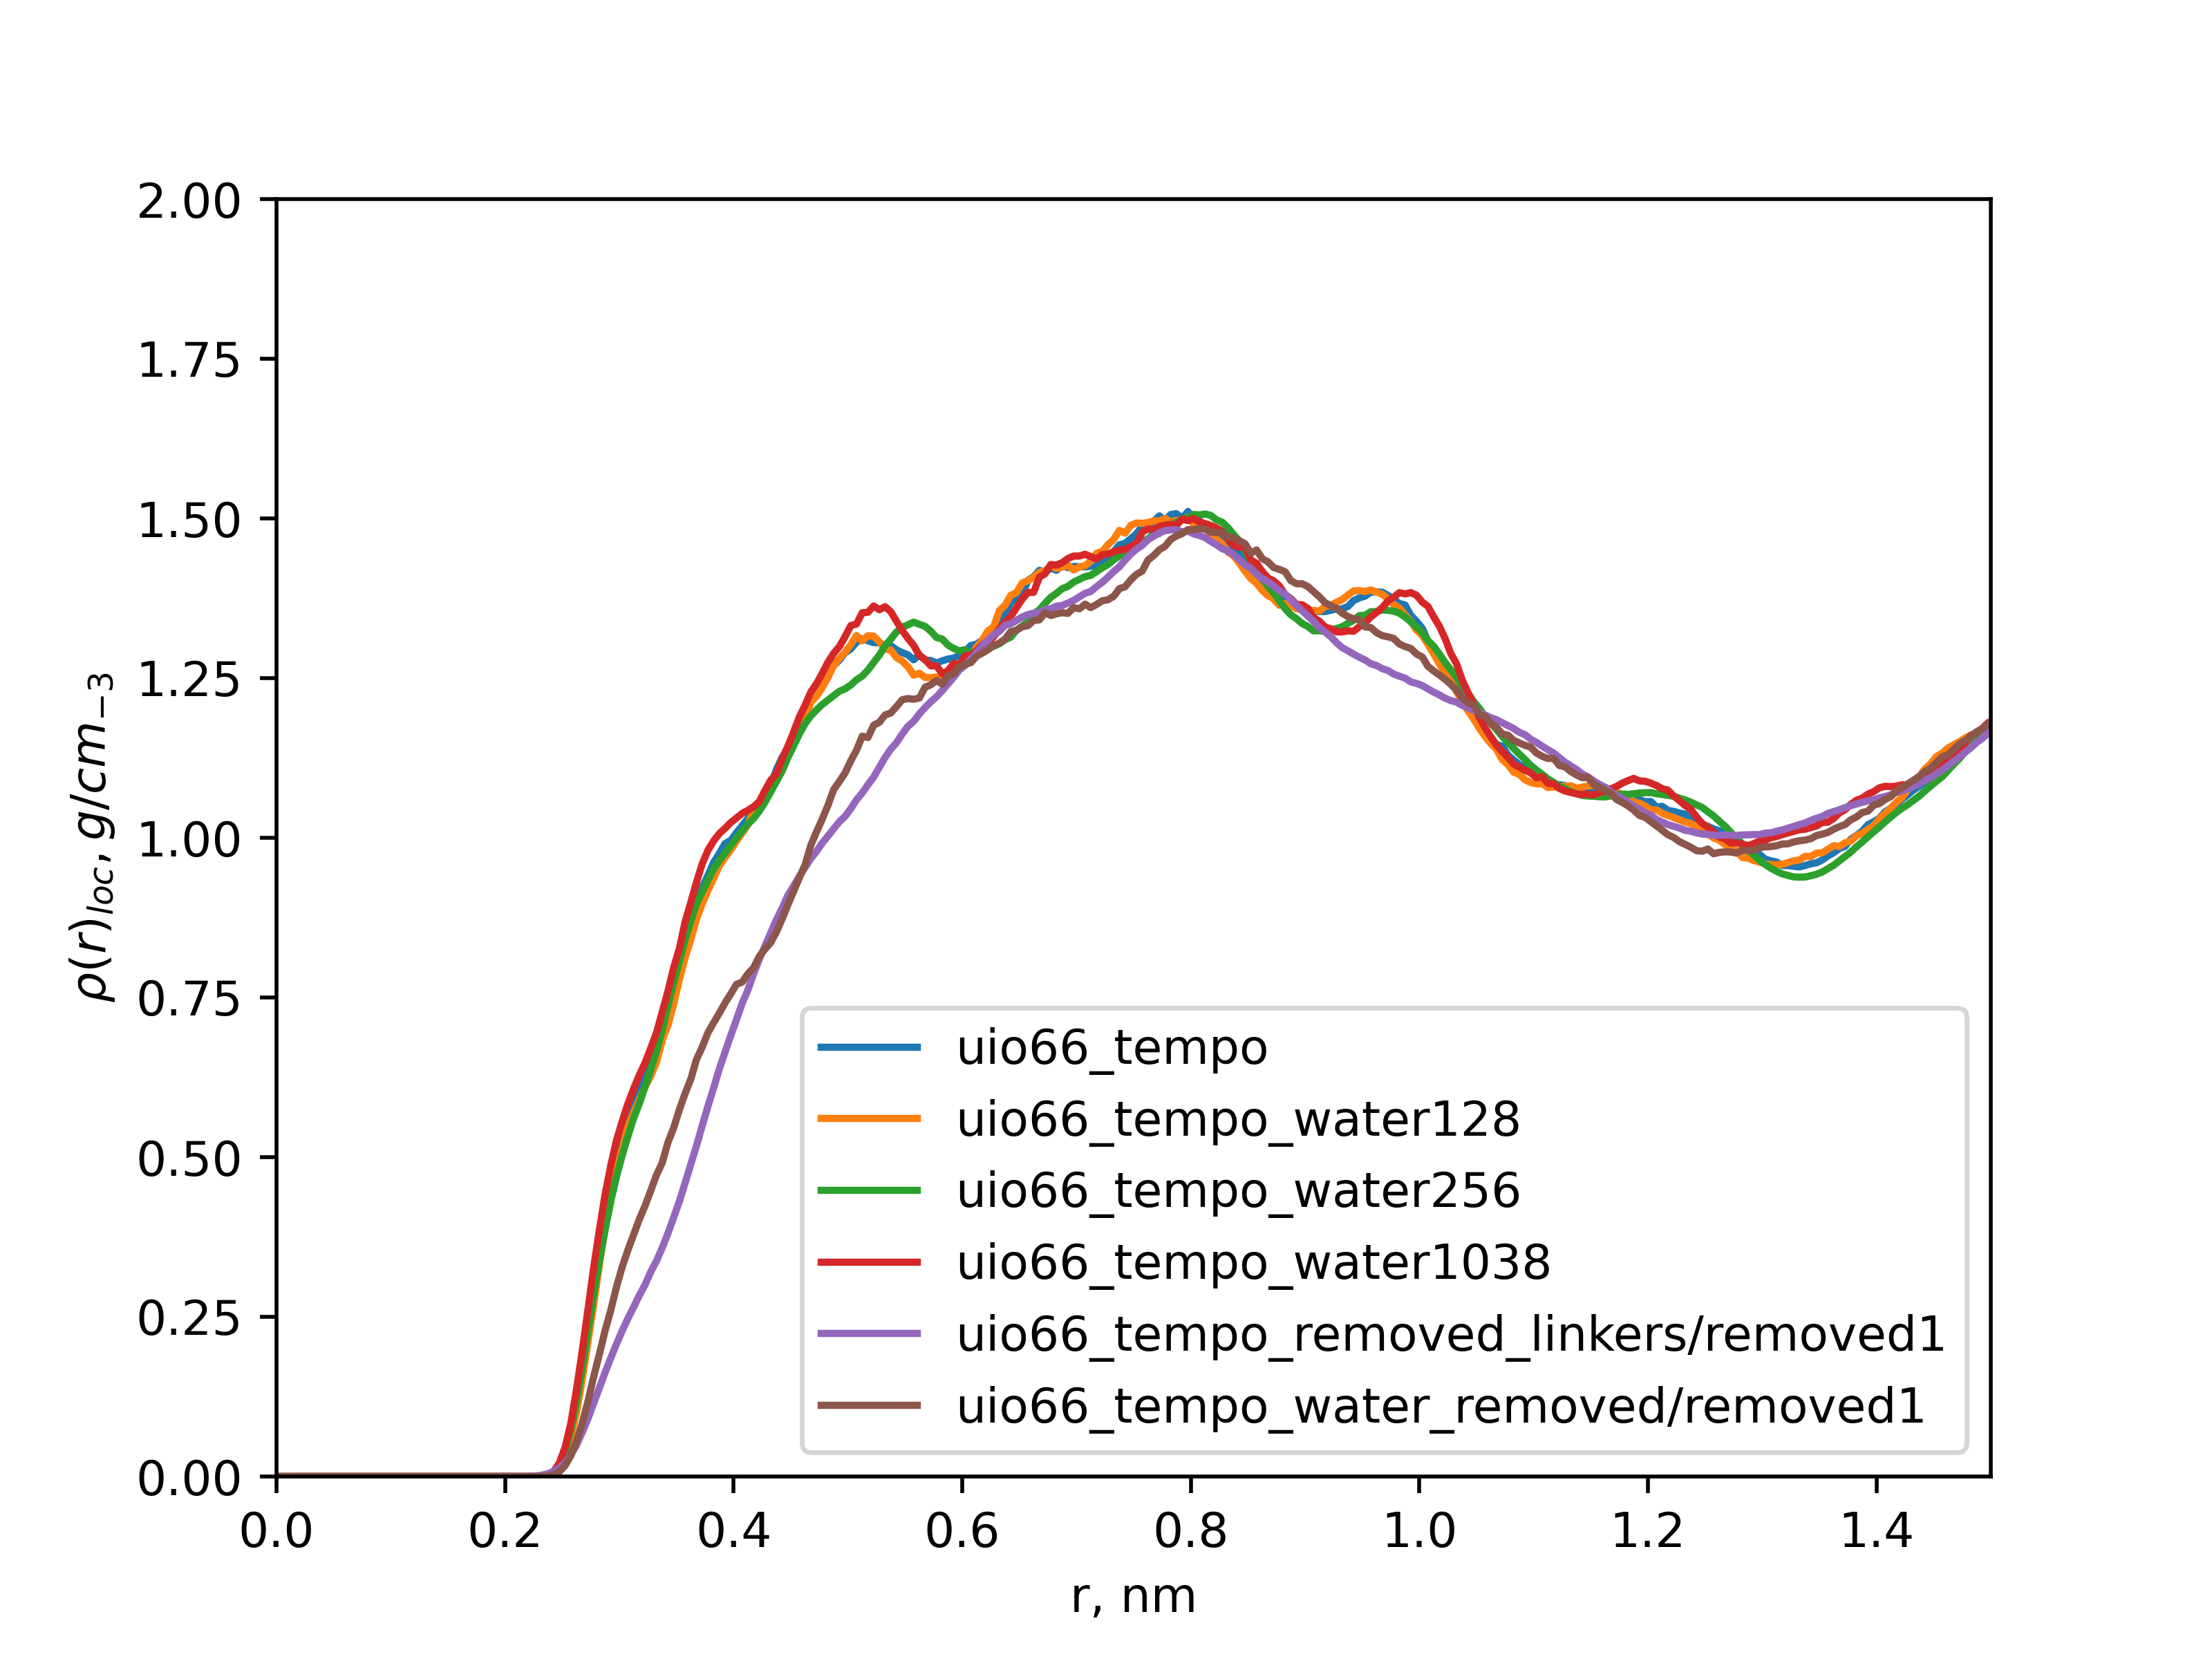 2.00
1.75
1.50
1.25
1.00
0.75
0.50
0.25
0.00
ρ(r)loc, g/cm−3
uio66_tempo
uio66_tempo_water128
uio66_tempo_water256
uio66_tempo_water1038
uio66_tempo_removed_linkers/removed1
uio66_tempo_water_removed/removed1
0.0 0.2 0.4 0.6 0.8 1.0 1.2 1.4
r, nm